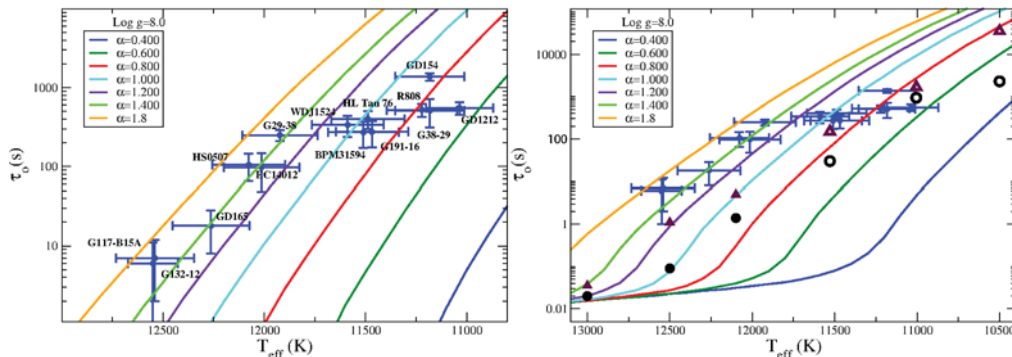 Log g=8.0
α=0.400
α=0.600
α=0.800
α=1.000
α=1.200
α=1.400
α=1.8
GD154
R808
HL Tau 76
WD11524
GD1212
G29-38
G38-29
G191-16
BPM31594
HS0507
EC14012
GD165
G117-B15A
G132-12
1000
100
10
τo(s)
12500 12000 11500 11000
Teff (K)
Log g=8.0
α=0.400
α=0.600
α=0.800
α=1.000
α=1.200
α=1.400
α=1.8
10000
100
1
0.01
τo(s)
13000 12500 12000 11500 11000 10500
Teff (K)